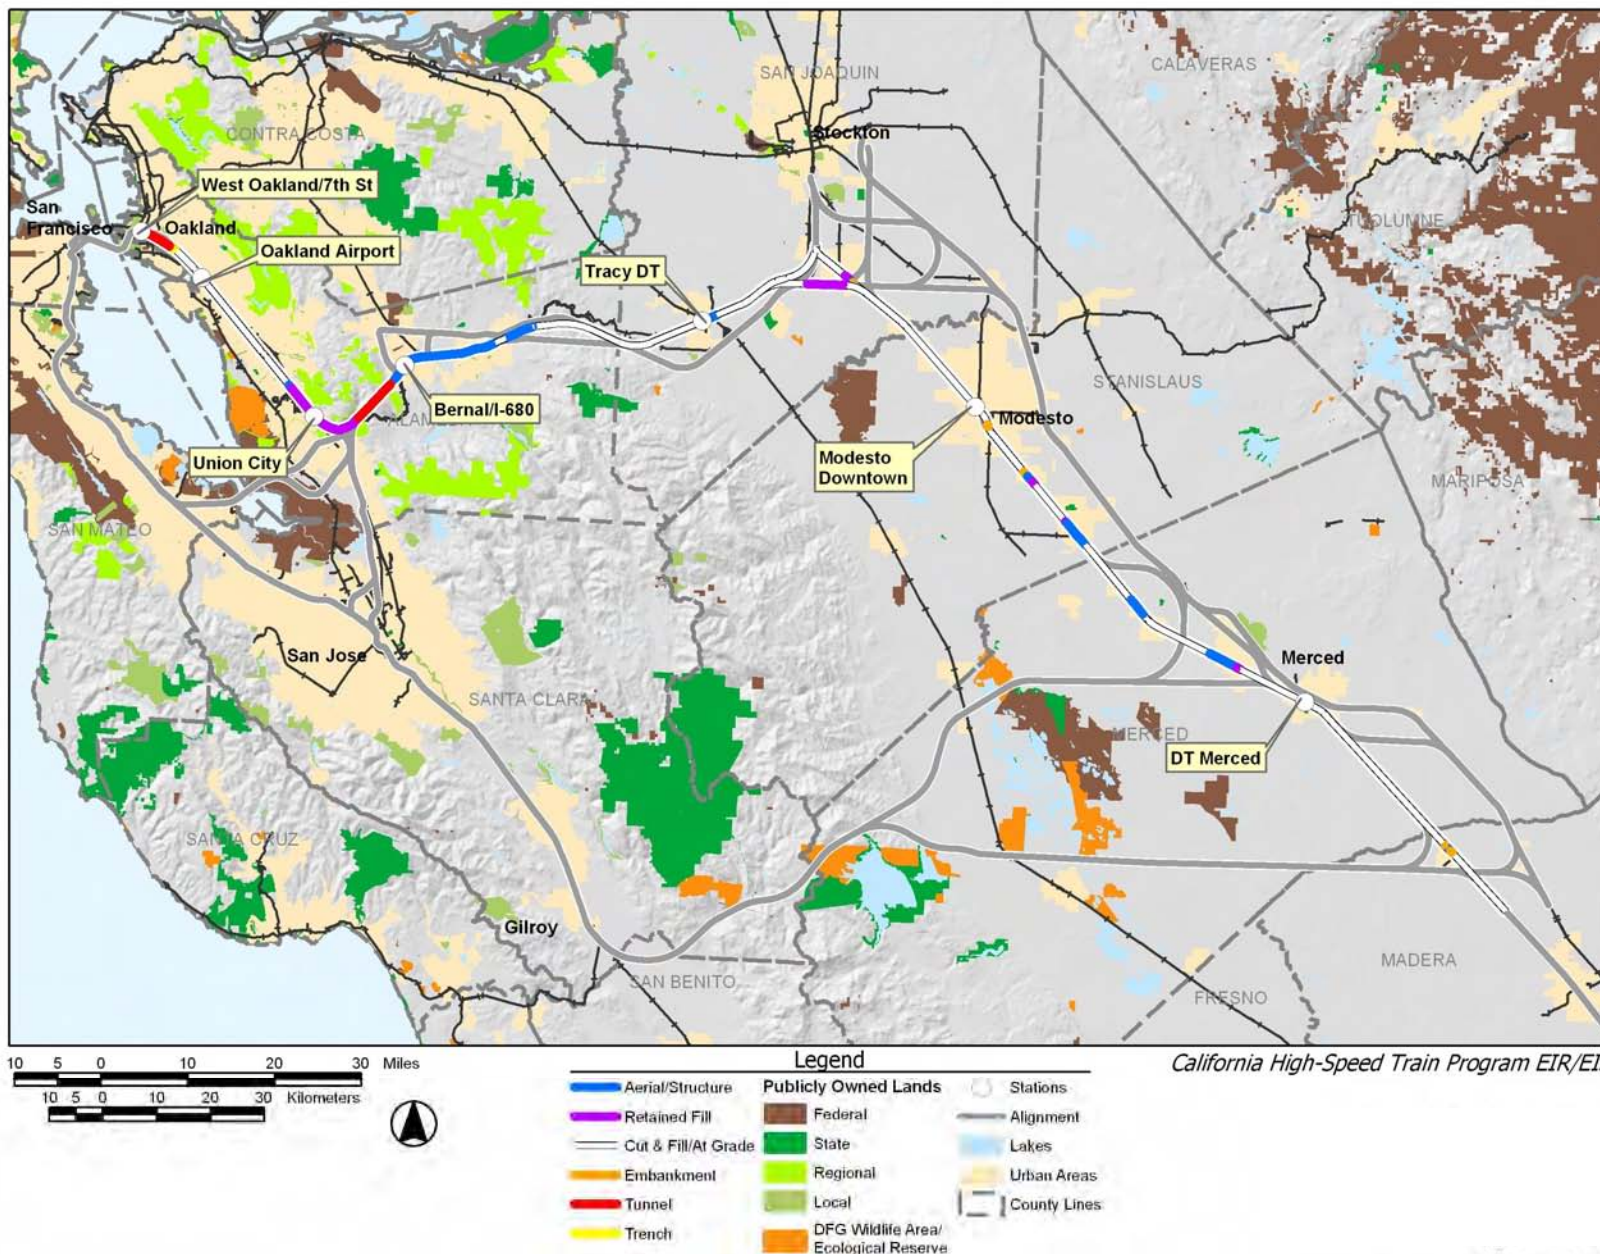 CALAVERAS
SAN JOAQUIN
CONTRA COSTA
Stockton
West Oakland/7th St
San
Francisco
Oakland
TUOLUMNE
Oakland Airport
Tracy DT
STANISLAUS
Bernal/I-680
Modesto
Union City
Modesto
Downtown
MARIPOSA
SAN MATEO
San Jose
Merced
SANTA CLARA
MERCED
DT Merced
SANTA CRUZ
Gilroy
SAN BENITO
MADERA
FRESNO
10 5 0 10 20 30 Miles
10 5 0 10 20 30 Kilometers
Legend
California High-Speed Train Program EIR/EI
Aerial/Structure
Retained Fill
Cut & Fill/At Grade
Embankment
Tunnel
Trench
Publicly Owned Lands
Federal
State
Regional
Local
DFG Wildlife Area/
Ecological Reserve
Stations
Alignment
Lakes
Urban Areas
County Lines